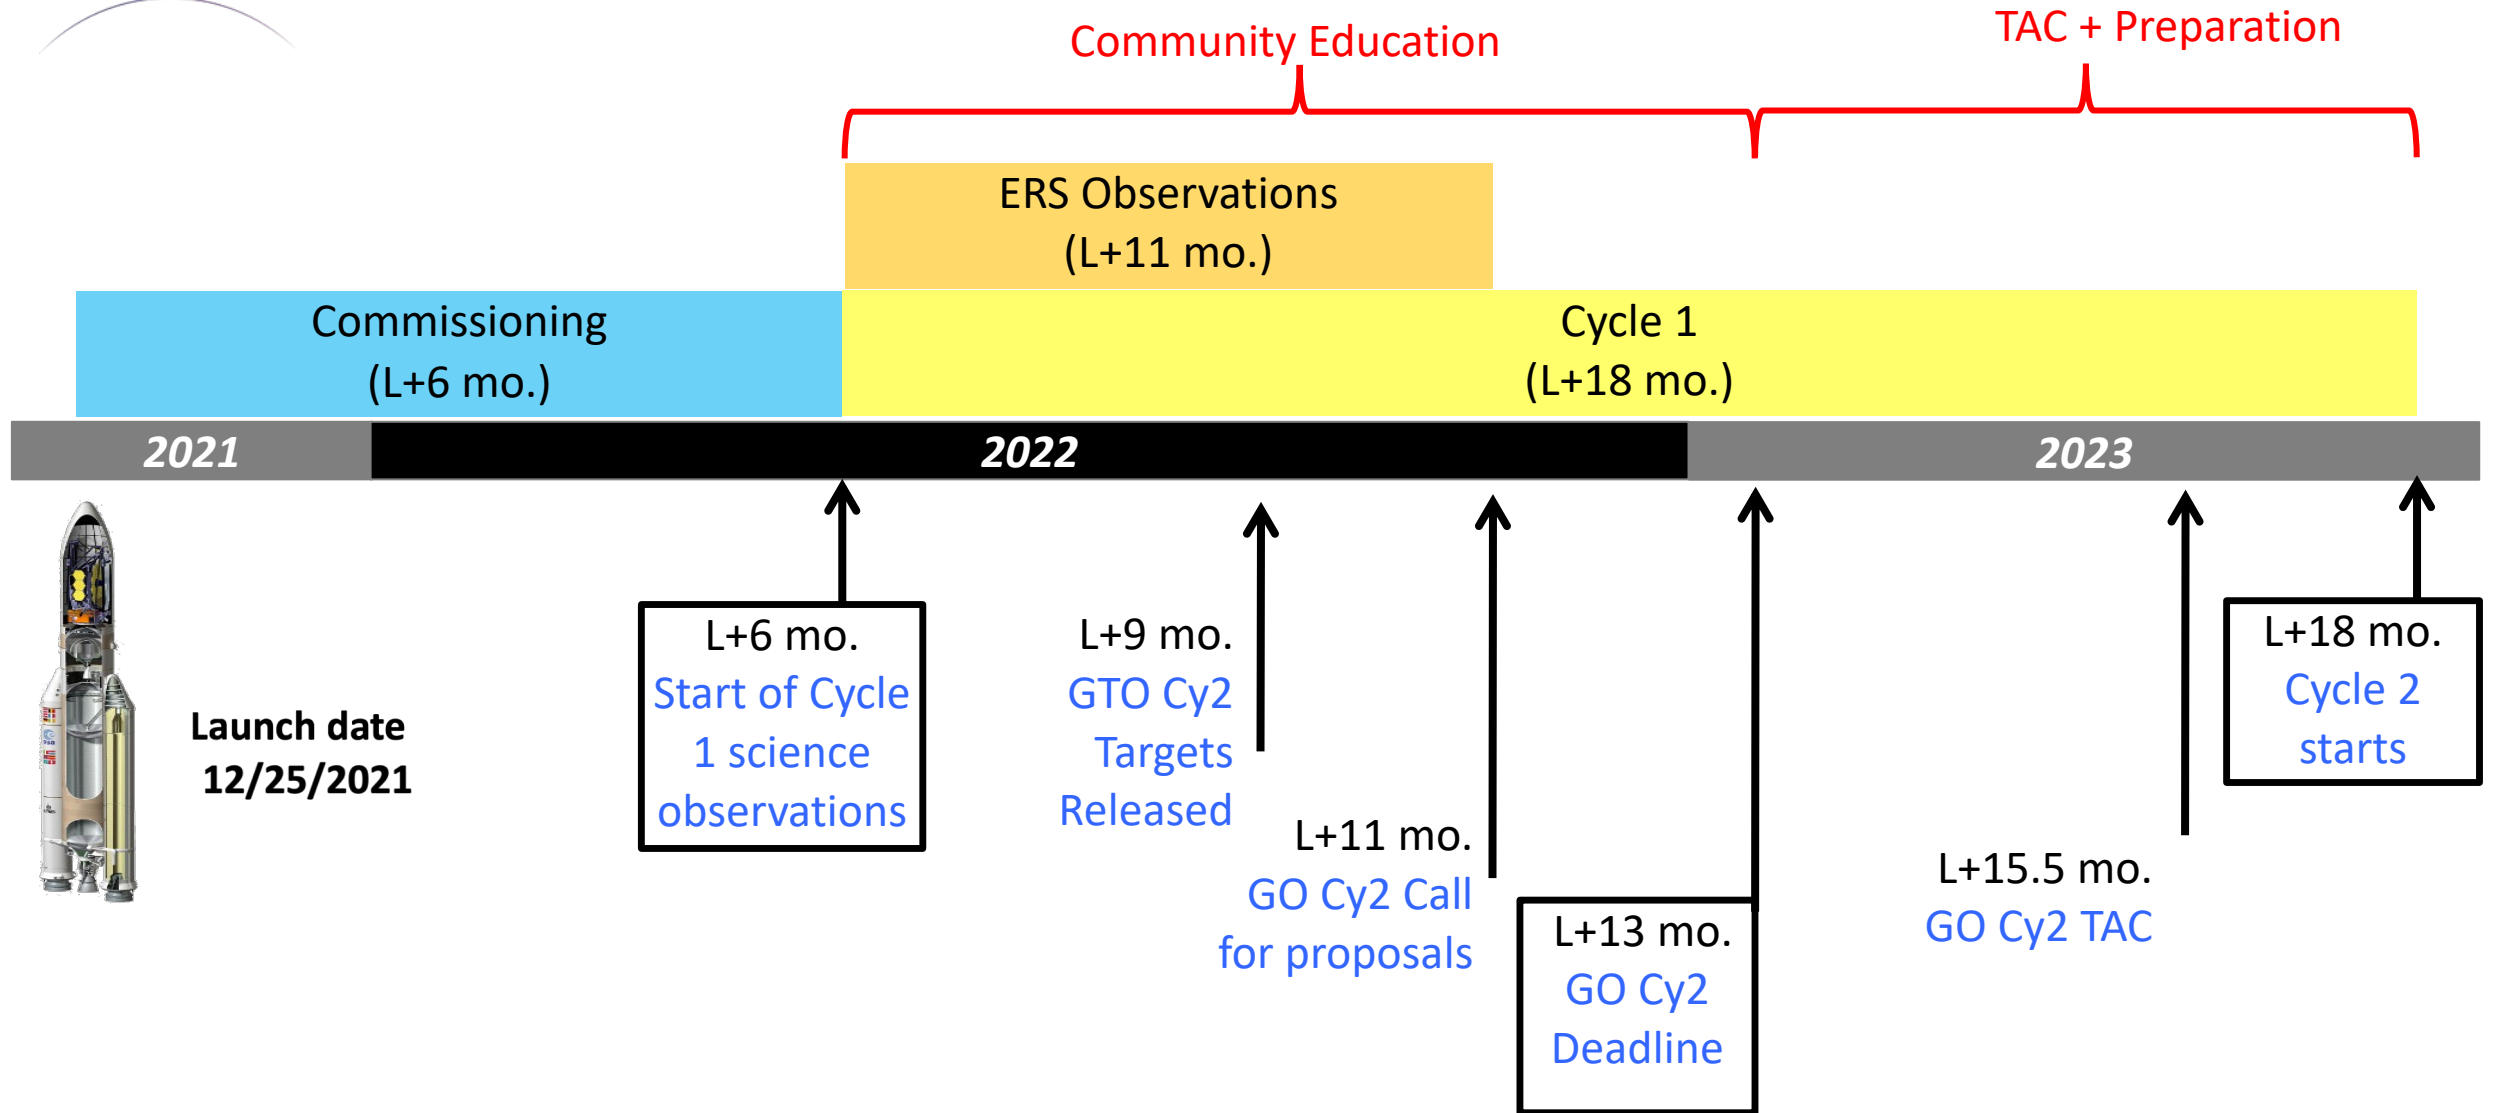 Community Education
TAC + Preparation
ERS Observations
(L+11 mo.)
Commissioning
(L+6 mo.)
Cycle 1
(L+18 mo.)
2021
2022
2023
Launch date
12/25/2021
L+6 mo.
Start of Cycle
1 science
observations
L+9 mo.
GTO Cy2
Targets
Released
L+11 mo.
GO Cy2 Call
for proposals
L+13 mo.
GO Cy2
Deadline
L+15.5 mo.
GO Cy2 TAC
L+18 mo.
Cycle 2
starts